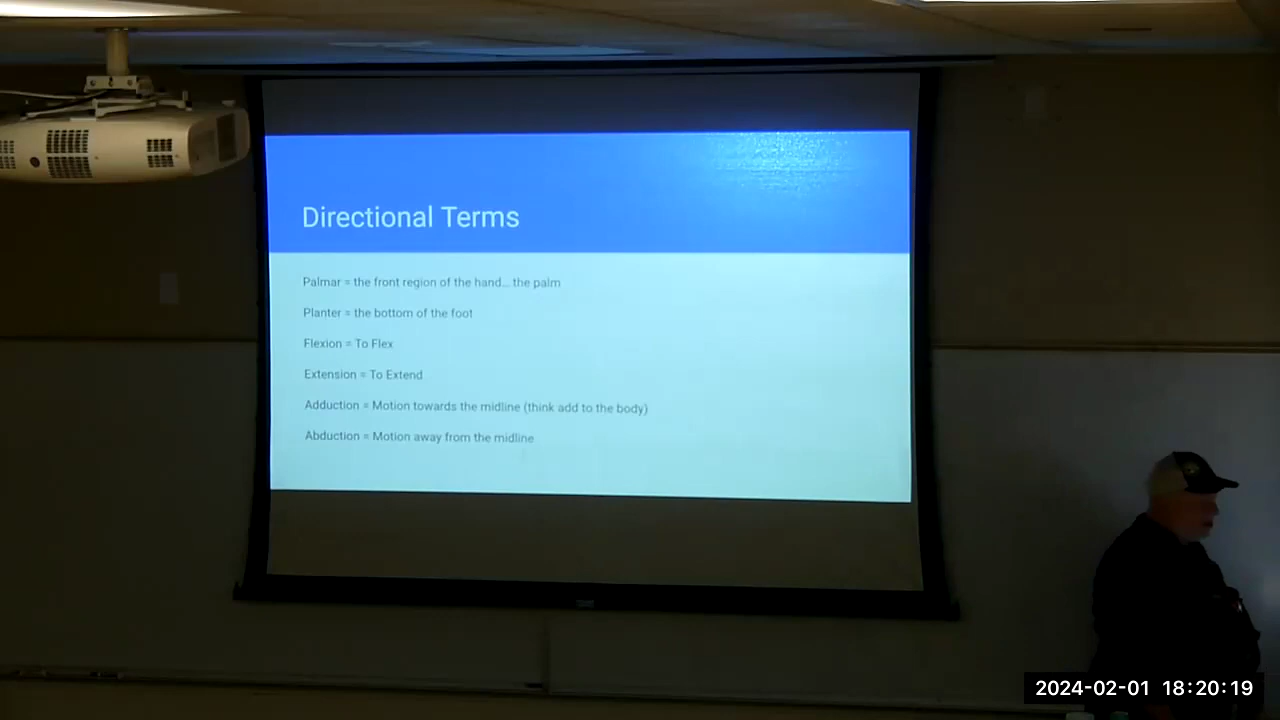 Directional Terms
Palmar = the front region of the hand... the palm
Planter = the bottom of the foot
Flexion = To Flex
Extension = To Extend
Adduction = Motion towards the midline (think add to the body)
Abduction = Motion away from the midline
2024-02-01 18:20:19